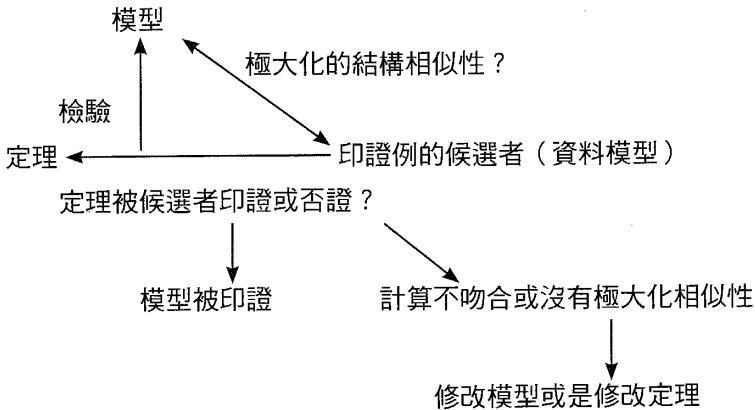 模型
極大化的結構相似性？
檢驗
定理
印證例的候選者（資料模型）
定理被候選者印證或否證？
模型被印證
計算不吻合或沒有極大化相似性
修改模型或是修改定理